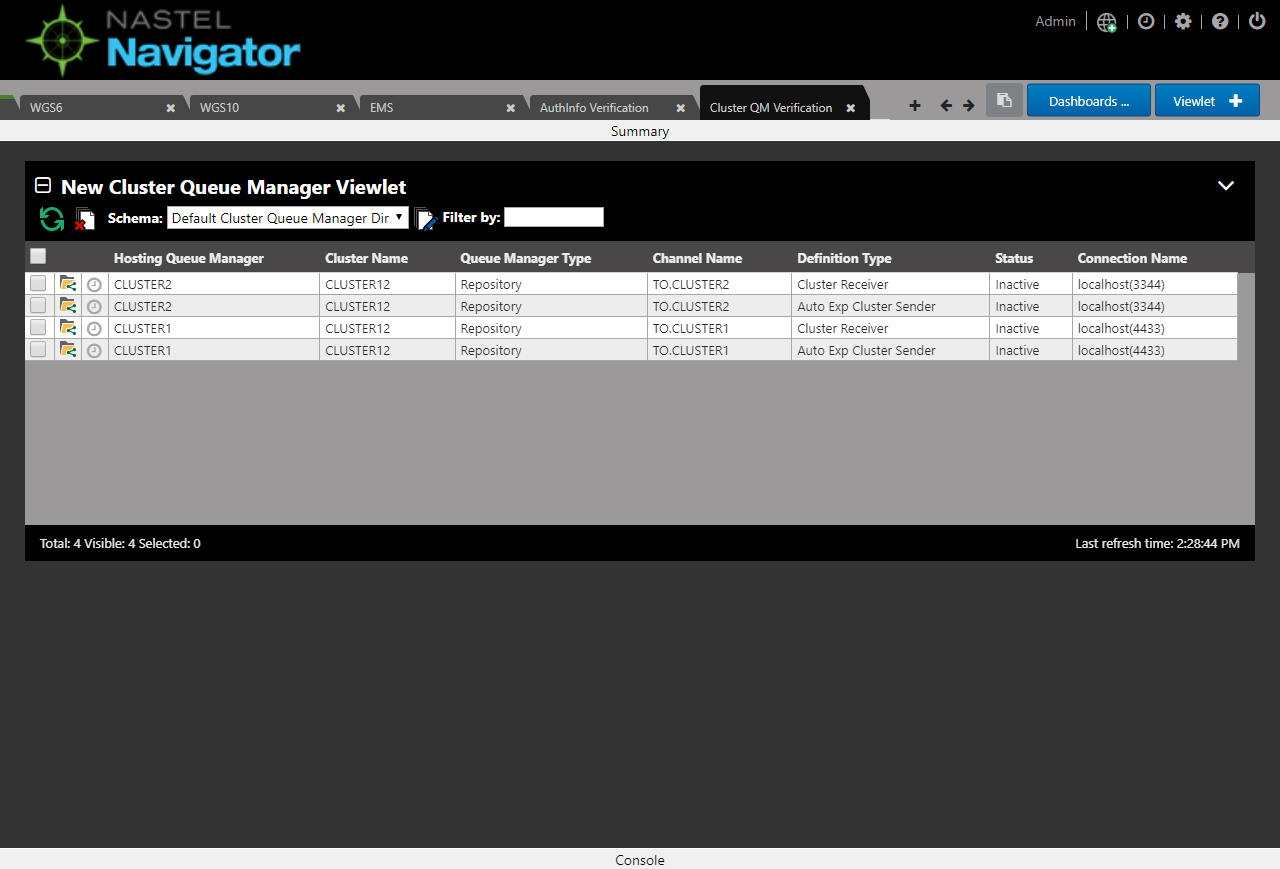 NASTEL
Navigator
Admin
WGS6 WGS10 EMS AuthInfo Verification Cluster QM Verification Dashboards ... Viewlet
Summary
New Cluster Queue Manager Viewlet
Schema: Default Cluster Queue Manager Dir Filter by:
Hosting Queue Manager Cluster Name Queue Manager Type Channel Name Definition Type Status Connection Name
CLUSTER2 CLUSTER12 Repository TO.CLUSTER2 Cluster Receiver Inactive localhost(3344)
CLUSTER2 CLUSTER12 Repository TO.CLUSTER2 Auto Exp Cluster Sender Inactive localhost(3344)
CLUSTER1 CLUSTER12 Repository TO.CLUSTER1 Cluster Receiver Inactive localhost(4433)
CLUSTER1 CLUSTER12 Repository TO.CLUSTER1 Auto Exp Cluster Sender Inactive localhost(4433)
Total: 4 Visible: 4 Selected: 0 Last refresh time: 2:28:44 PM
Console